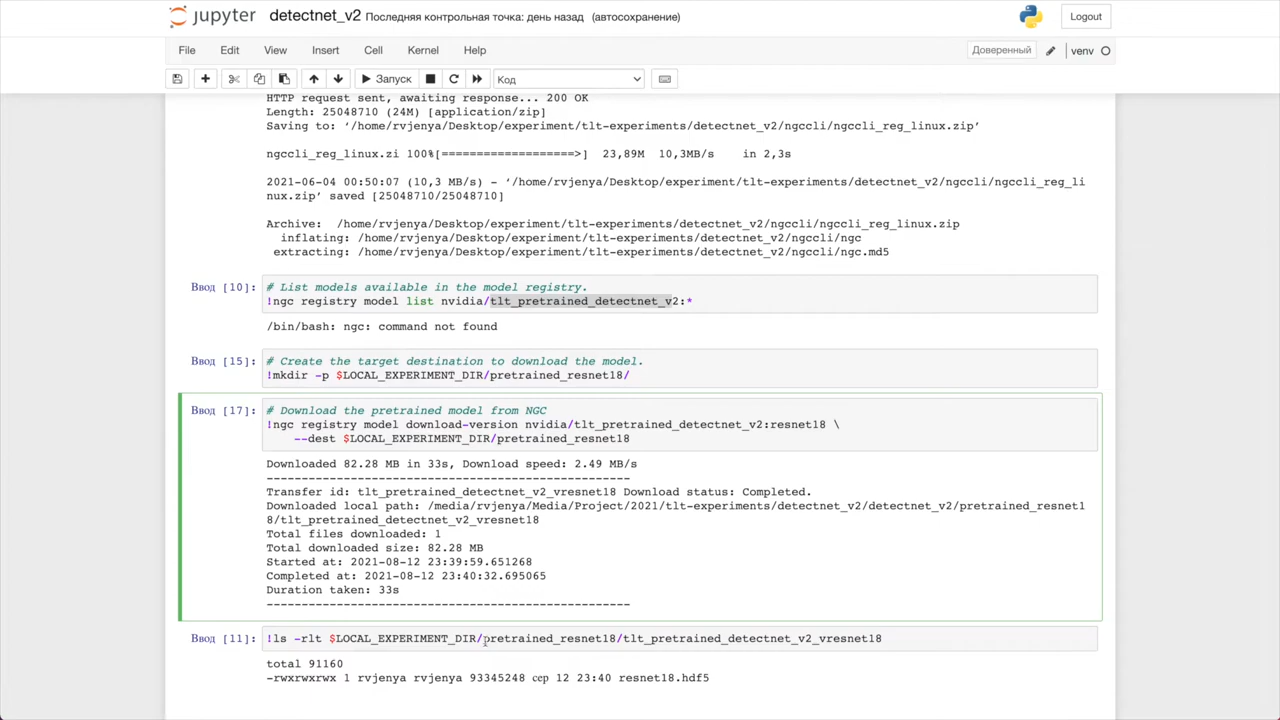 jupyter detectnet_v2 Последняя контрольная точка: день назад (автосохранение) Logout
File Edit View Insert Cell Kernel Help Доверенный venv
Запуск Код
HTTP request sent, awaiting response... 200 OK
Length: 25048710 (24M) [application/zip]
Saving to: ‘/home/rvjenya/Desktop/experiment/tlt-experiments/detectnet_v2/ngccli/ngccli_reg_linux.zip’
ngccli_reg_linux.zi 100%[===================>] 23,89M 10,3MB/s in 2,3s
2021-06-04 00:50:07 (10,3 MB/s) - ‘/home/rvjenya/Desktop/experiment/tlt-experiments/detectnet_v2/ngccli/ngccli_reg_li
nux.zip’ saved [25048710/25048710]
Archive: /home/rvjenya/Desktop/experiment/tlt-experiments/detectnet_v2/ngccli/ngccli_reg_linux.zip
inflating: /home/rvjenya/Desktop/experiment/tlt-experiments/detectnet_v2/ngccli/ngc
extracting: /home/rvjenya/Desktop/experiment/tlt-experiments/detectnet_v2/ngccli/ngc.md5
Ввод [10]: # List models available in the model registry.
!ngc registry model list nvidia/tlt_pretrained_detectnet_v2:*
/bin/bash: ngc: command not found
Ввод [15]: # Create the target destination to download the model.
!mkdir -p $LOCAL_EXPERIMENT_DIR/pretrained_resnet18/
Ввод [17]: # Download the pretrained model from NGC
!ngc registry model download-version nvidia/tlt_pretrained_detectnet_v2:resnet18 \
--dest $LOCAL_EXPERIMENT_DIR/pretrained_resnet18
Downloaded 82.28 MB in 33s, Download speed: 2.49 MB/s
----------------------------------------------------
Transfer id: tlt_pretrained_detectnet_v2_vresnet18 Download status: Completed.
Downloaded local path: /media/rvjenya/Media/Project/2021/tlt-experiments/detectnet_v2/detectnet_v2/pretrained_resnet1
8/tlt_pretrained_detectnet_v2_vresnet18
Total files downloaded: 1
Total downloaded size: 82.28 MB
Started at: 2021-08-12 23:39:59.651268
Completed at: 2021-08-12 23:40:32.695065
Duration taken: 33s
----------------------------------------------------
Ввод [11]: !ls -rlt $LOCAL_EXPERIMENT_DIR/pretrained_resnet18/tlt_pretrained_detectnet_v2_vresnet18
total 91160
-rwxrwxrwx 1 rvjenya rvjenya 93345248 сер 12 23:40 resnet18.hdf5